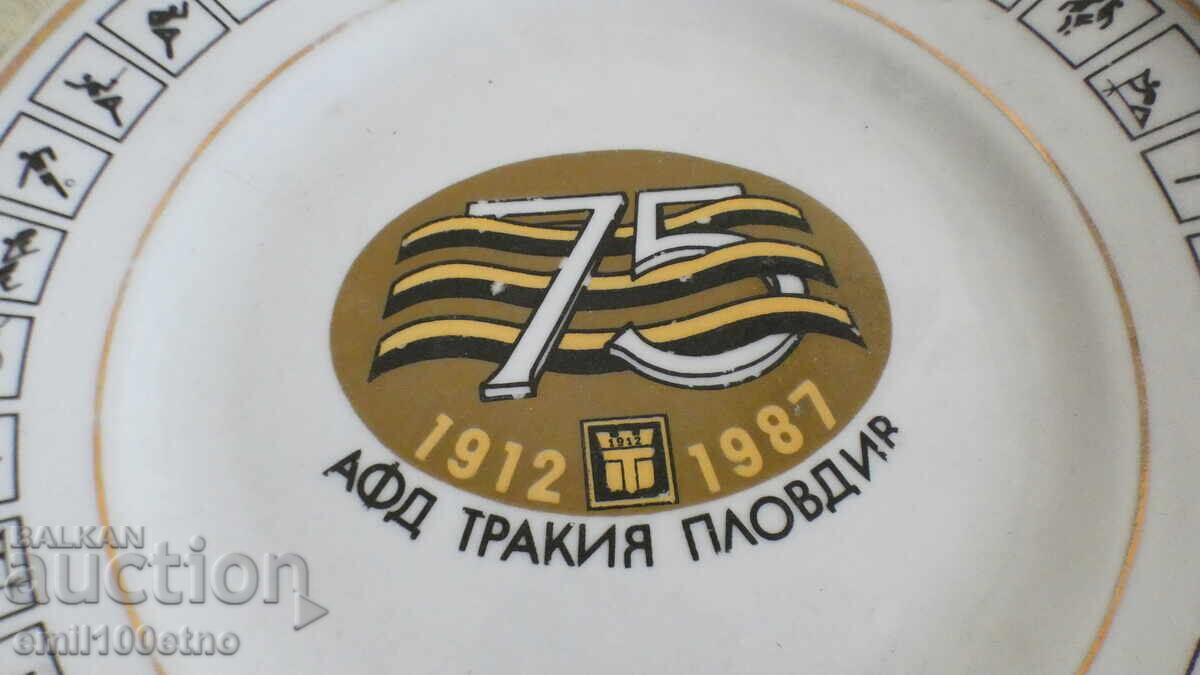 75
1912 1987
1912
Т
АФД ТРАКИЯ ПЛОВДИВ
BALKAN
auction
emil100etno